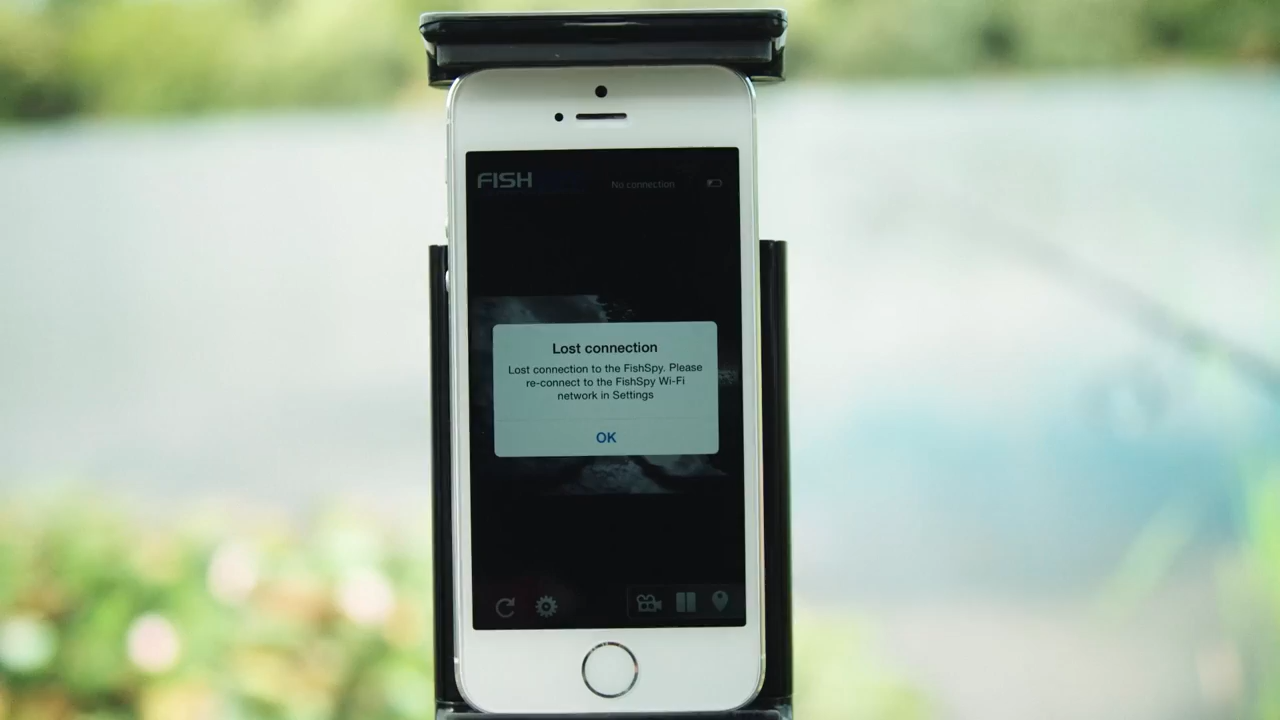 FISH
No connection
Lost connection
Lost connection to the FishSpy. Please
re-connect to the FishSpy Wi-Fi
network in Settings
OK